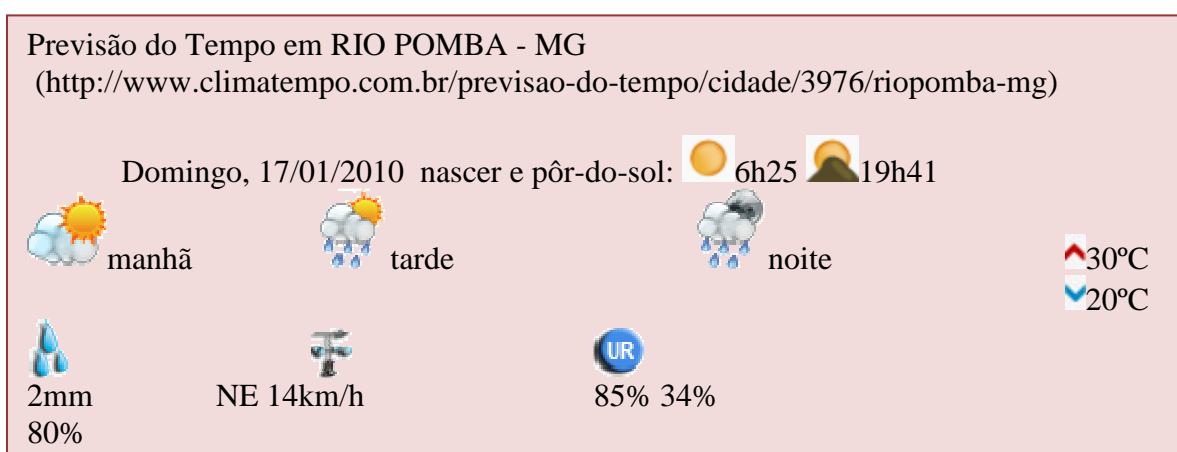 Previsão do Tempo em RIO POMBA - MG
(http://www.climatempo.com.br/previsao-do-tempo/cidade/3976/riopomba-mg)
Domingo, 17/01/2010 nascer e pôr-do-sol: 6h25 19h41
manhã tarde noite 30ºC
20ºC
UR
2mm NE 14km/h 85% 34%
80%